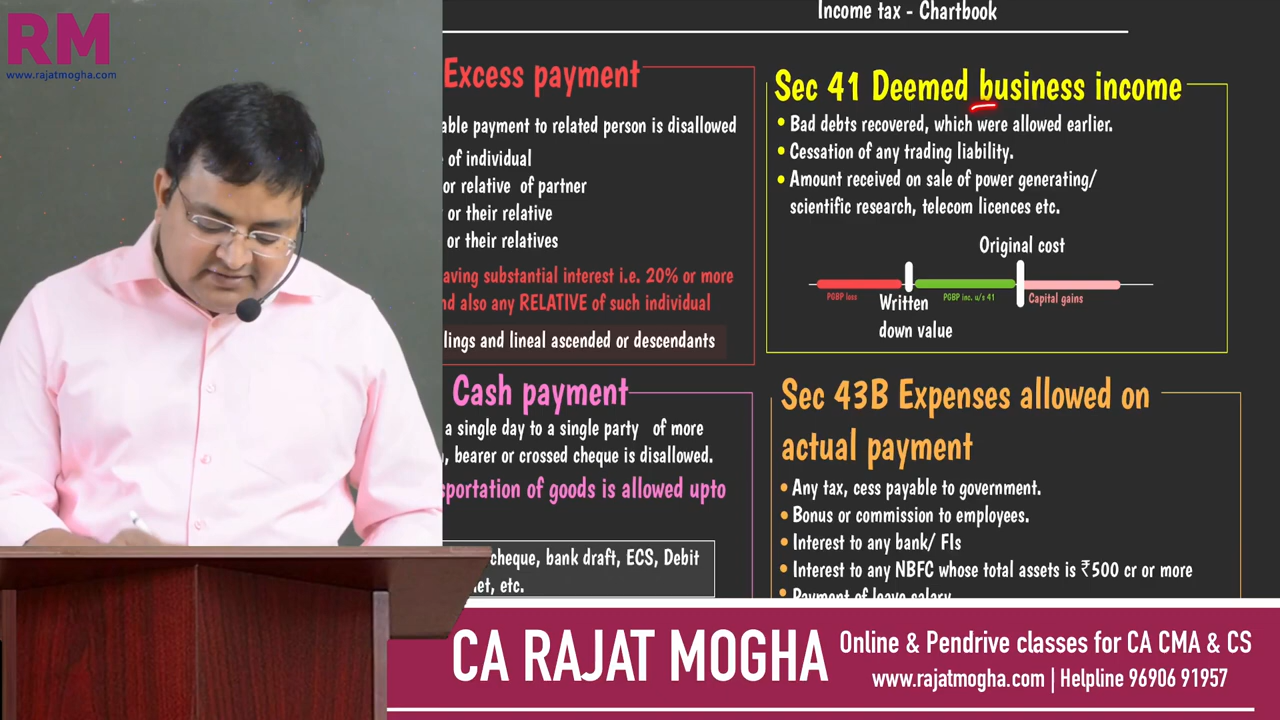 RM
www.rajatmogha.com
Income tax - Chartbook
Excess payment
able payment to related person is disallowed
of individual
or relative of partner
or their relative
or their relatives
aving substantial interest i.e. 20% or more
nd also any RELATIVE of such individual
lings and lineal ascended or descendants
Cash payment
a single day to a single party of more
, bearer or crossed cheque is disallowed.
sportation of goods is allowed upto
cheque, bank draft, ECS, Debit
net, etc.
Sec 41 Deemed business income
• Bad debts recovered, which were allowed earlier.
• Cessation of any trading liability.
• Amount received on sale of power generating/
scientific research, telecom licences etc.
Original cost
PGBP loss
Written
down value
PGBP inc. u/s 41
Capital gains
Sec 43B Expenses allowed on
actual payment
• Any tax, cess payable to government.
• Bonus or commission to employees.
• Interest to any bank/ FIs
• Interest to any NBFC whose total assets is ₹500 cr or more
• Payment of leave salary
CA RAJAT MOGHA
Online & Pendrive classes for CA CMA & CS
www.rajatmogha.com | Helpline 96906 91957